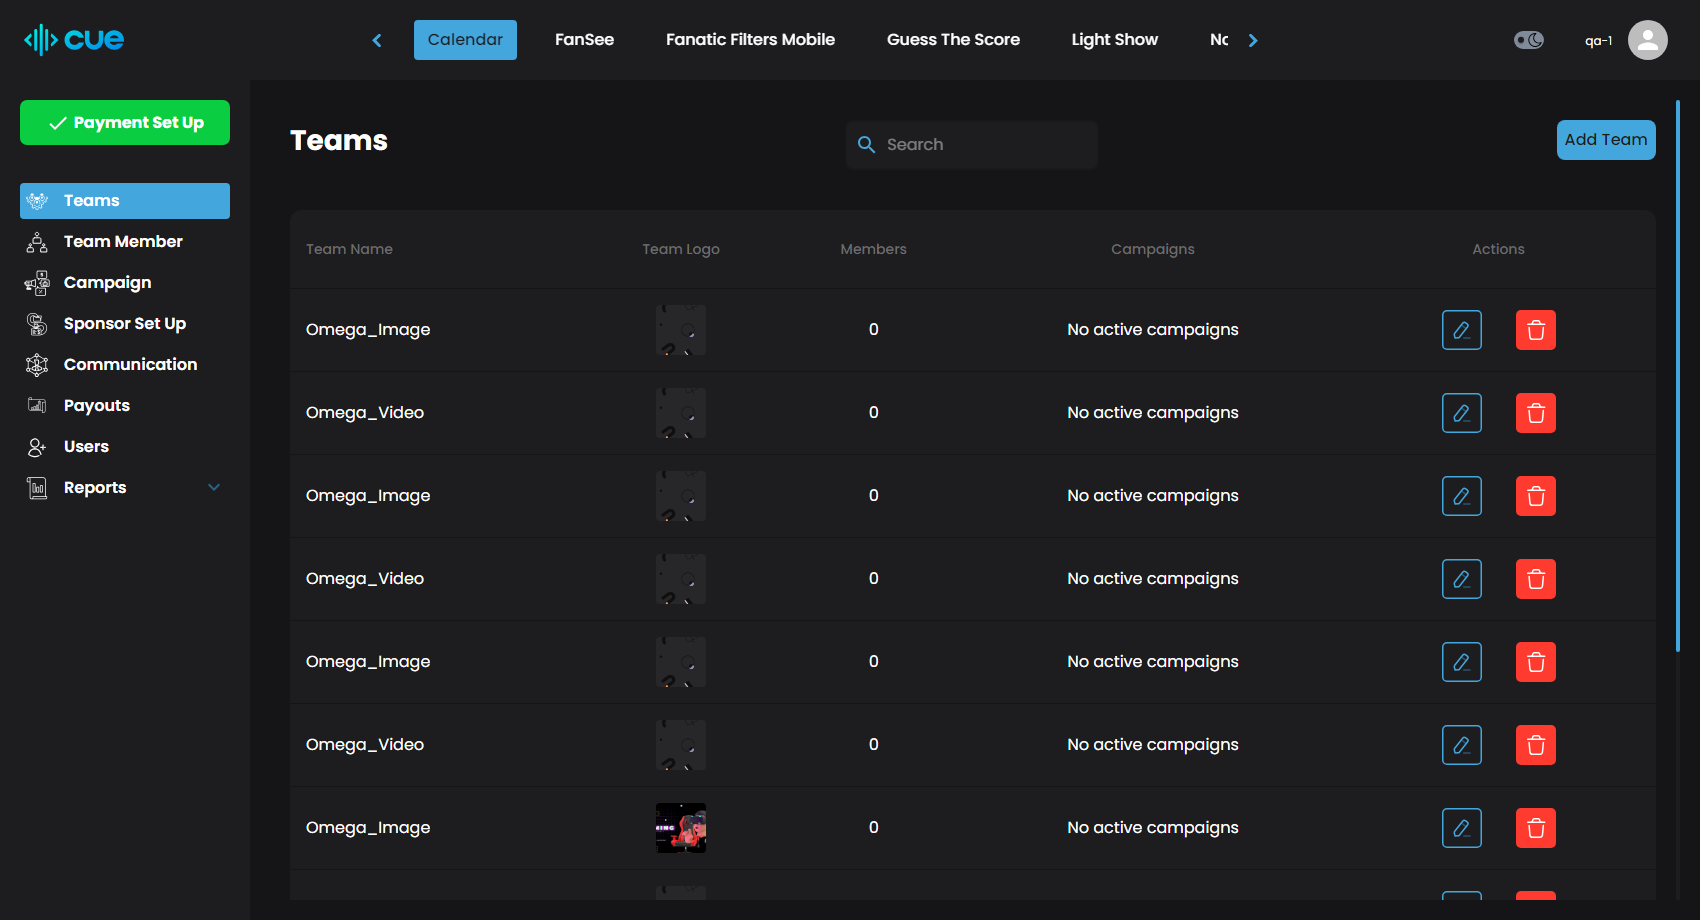 cue
Calendar
FanSee
Fanatic Filters Mobile
Guess The Score
Light Show
qa-1
Payment Set Up
Teams
Team Member
Campaign
Sponsor Set Up
Communication
Payouts
Users
Reports
Teams
Search
Add Team
Team Name Team Logo Members Campaigns Actions
Omega_Image 0 No active campaigns
Omega_Video 0 No active campaigns
Omega_Image 0 No active campaigns
Omega_Video 0 No active campaigns
Omega_Image 0 No active campaigns
Omega_Video 0 No active campaigns
Omega_Image 0 No active campaigns